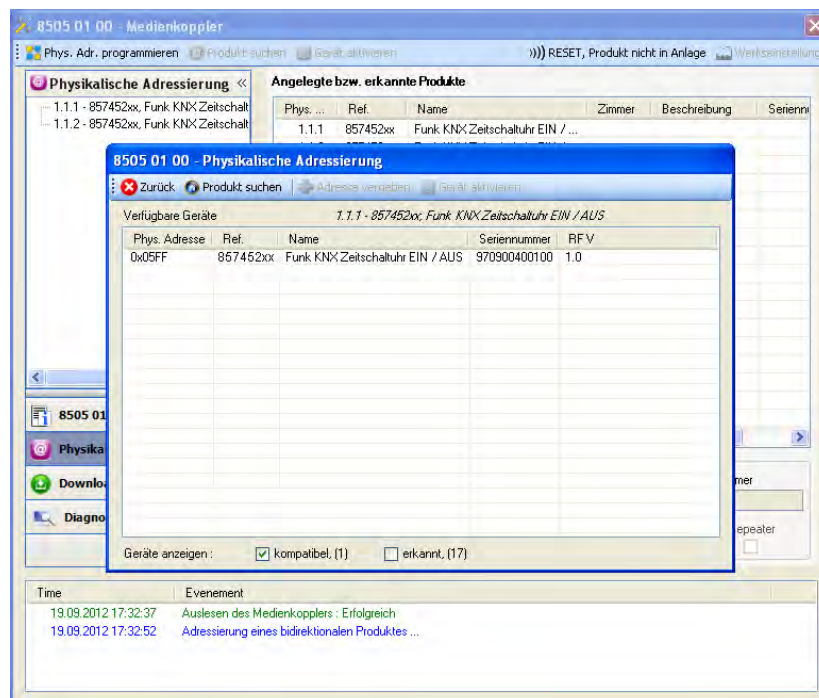 8505 01 00 - Medienkoppler
Phys. Adr. programmieren Produkt suchen Gerät aktivieren )))) RESET, Produkt nicht in Anlage Werkseinstellung
Physikalische Adressierung «
1.1.1 - 857452xx, Funk KNX Zeitschalt
1.1.2 - 857452xx, Funk KNX Zeitschalt
Angelegte bzw. erkannte Produkte
Phys. ... Ref. Name Zimmer Beschreibung Seriennu
1.1.1 857452xx Funk KNX Zeitschaltuhr EIN / ...
8505 01 00 - Physikalische Adressierung
Zurück Produkt suchen Adresse vergeben Gerät aktivieren
Verfügbare Geräte 1.1.1 - 857452xx, Funk KNX Zeitschaltuhr EIN / AUS
Phys. Adresse Ref. Name Seriennummer RF V
0x05FF 857452xx Funk KNX Zeitschaltuhr EIN / AUS 970900400100 1.0
Geräte anzeigen : kompatibel, (1) erkannt, (17)
8505 01
Physika
Downloa
Diagno
mer
epeater
Time Evenement
19.09.2012 17:32:37 Auslesen des Medienkopplers : Erfolgreich
19.09.2012 17:32:52 Adressierung eines bidirektionalen Produktes ...